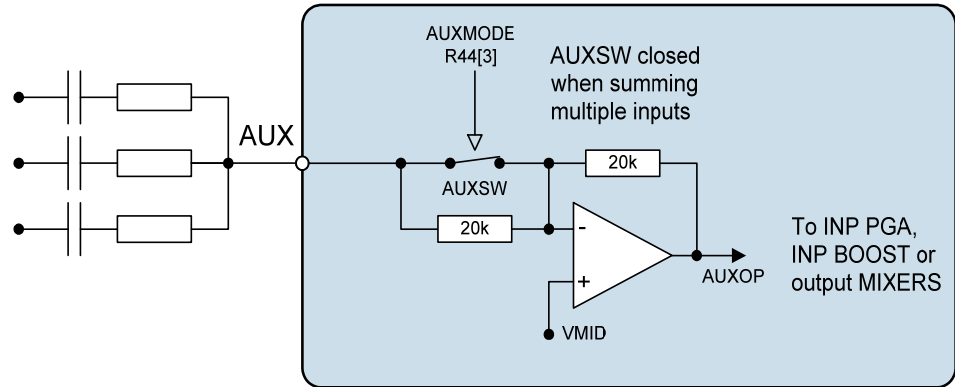 AUXMODE
R44[3]
AUXSW closed
when summing
multiple inputs
AUX
20k
AUXSW
20k
-
+
AUXOP
VMID
To INP PGA,
INP BOOST or
output MIXERS